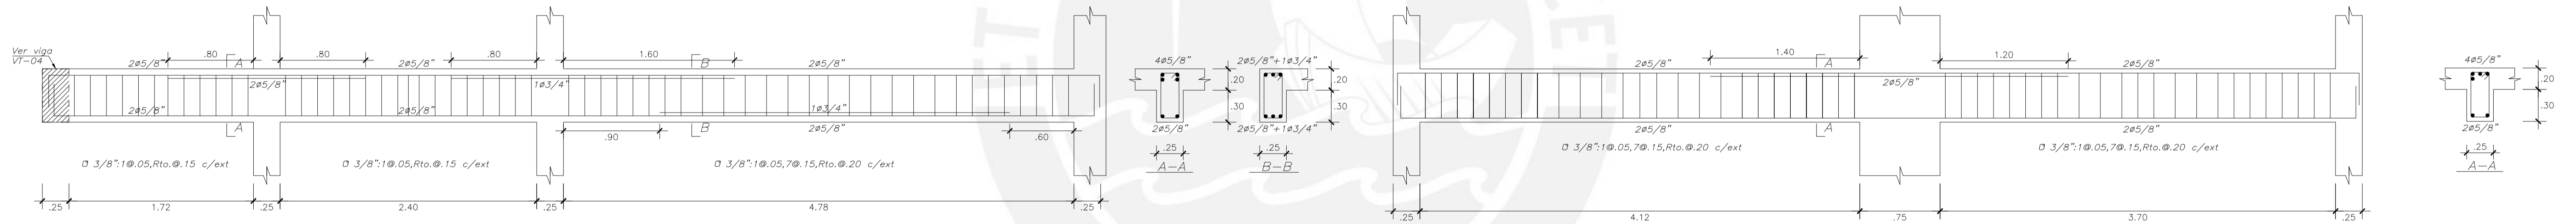 Ver viga
VT-04
.80
.80
.80
1.60
2ø5/8"
A
2ø5/8"
B
2ø5/8"
2ø5/8"
1ø3/4"
2ø5/8"
2ø5/8"
1ø3/4"
A
B
2ø5/8"
.90
.60
▯ 3/8":1@.05,Rto.@.15 c/ext
▯ 3/8":1@.05,Rto.@.15 c/ext
▯ 3/8":1@.05,7@.15,Rto.@.20 c/ext
.25
1.72
.25
2.40
.25
4.78
.25
4ø5/8"
.20
.30
2ø5/8"
.25
A-A
2ø5/8"+1ø3/4"
.20
.30
2ø5/8"+1ø3/4"
.25
B-B
1.40
1.20
2ø5/8"
A
2ø5/8"
2ø5/8"
2ø5/8"
A
2ø5/8"
▯ 3/8":1@.05,7@.15,Rto.@.20 c/ext
▯ 3/8":1@.05,7@.15,Rto.@.20 c/ext
.25
4.12
.75
3.70
.25
4ø5/8"
.20
.30
2ø5/8"
.25
A-A